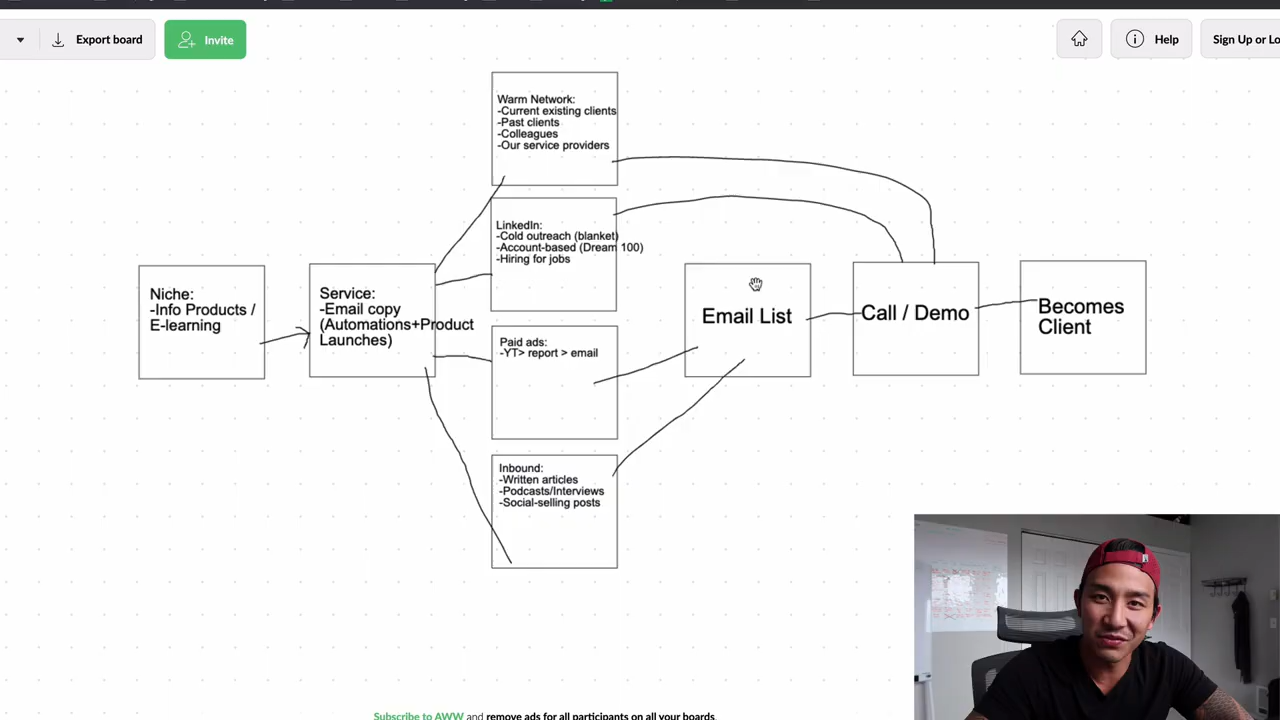 Export board
Invite
Help
Sign Up or Lo
Warm Network:
-Current existing clients
-Past clients
-Colleagues
-Our service providers
LinkedIn:
-Cold outreach (blanket)
-Account-based (Dream 100)
-Hiring for jobs
Niche:
-Info Products /
E-learning
Service:
-Email copy
(Automations+Product
Launches)
Paid ads:
-YT> report > email
Inbound:
-Written articles
-Podcasts/Interviews
-Social-selling posts
Email List
Call / Demo
Becomes
Client
Subscribe to AWW and remove ads for all participants on all your boards.